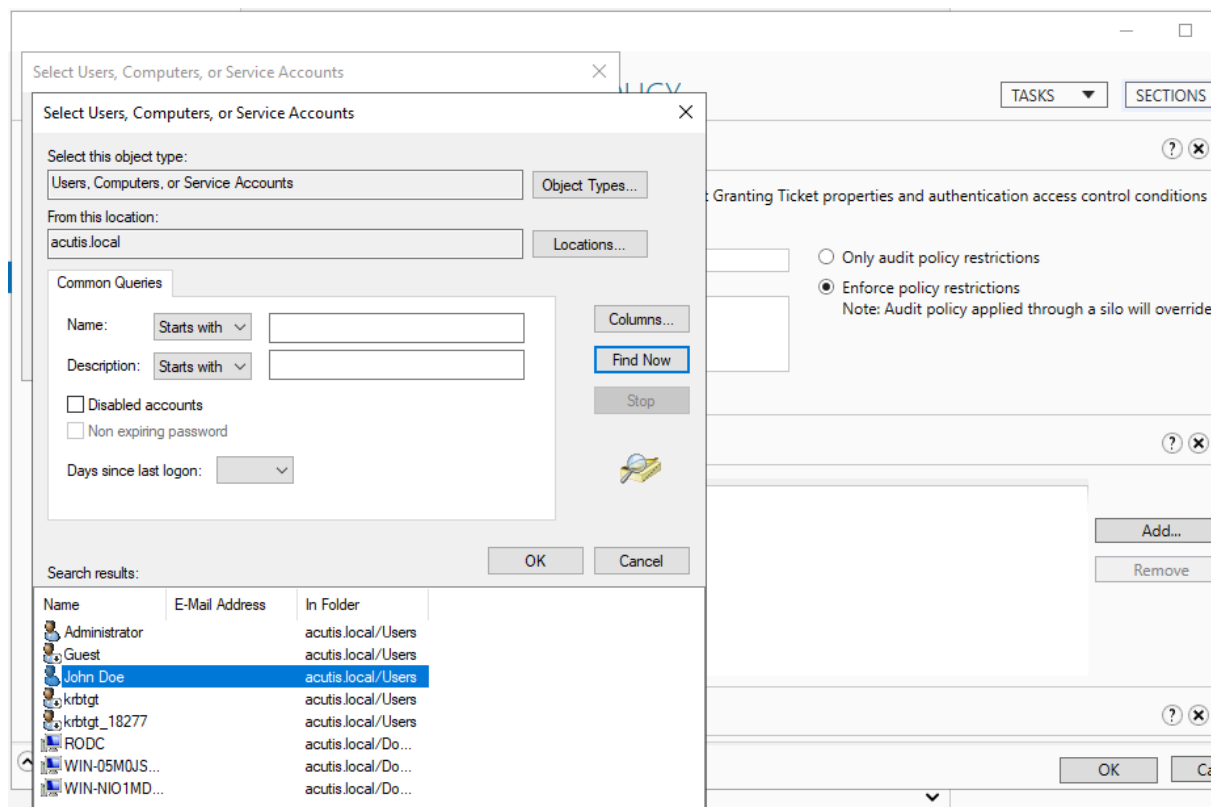 Select Users, Computers, or Service Accounts
TASKS
SECTIONS
Select Users, Computers, or Service Accounts
Select this object type:
Users, Computers, or Service Accounts
Object Types...
Granting Ticket properties and authentication access control conditions
From this location:
acutis.local
Locations...
Only audit policy restrictions
Enforce policy restrictions
Note: Audit policy applied through a silo will override
Common Queries
Name:
Starts with
Columns...
Description:
Starts with
Find Now
Disabled accounts
Stop
Non expiring password
Days since last logon:
Add...
OK
Cancel
Remove
Search results:
Name E-Mail Address In Folder
Administrator acutis.local/Users
Guest acutis.local/Users
John Doe acutis.local/Users
krbtgt acutis.local/Users
krbtgt_18277 acutis.local/Users
RODC acutis.local/Do...
WIN-05M0JS... acutis.local/Do...
WIN-NIO1MD... acutis.local/Do...
OK